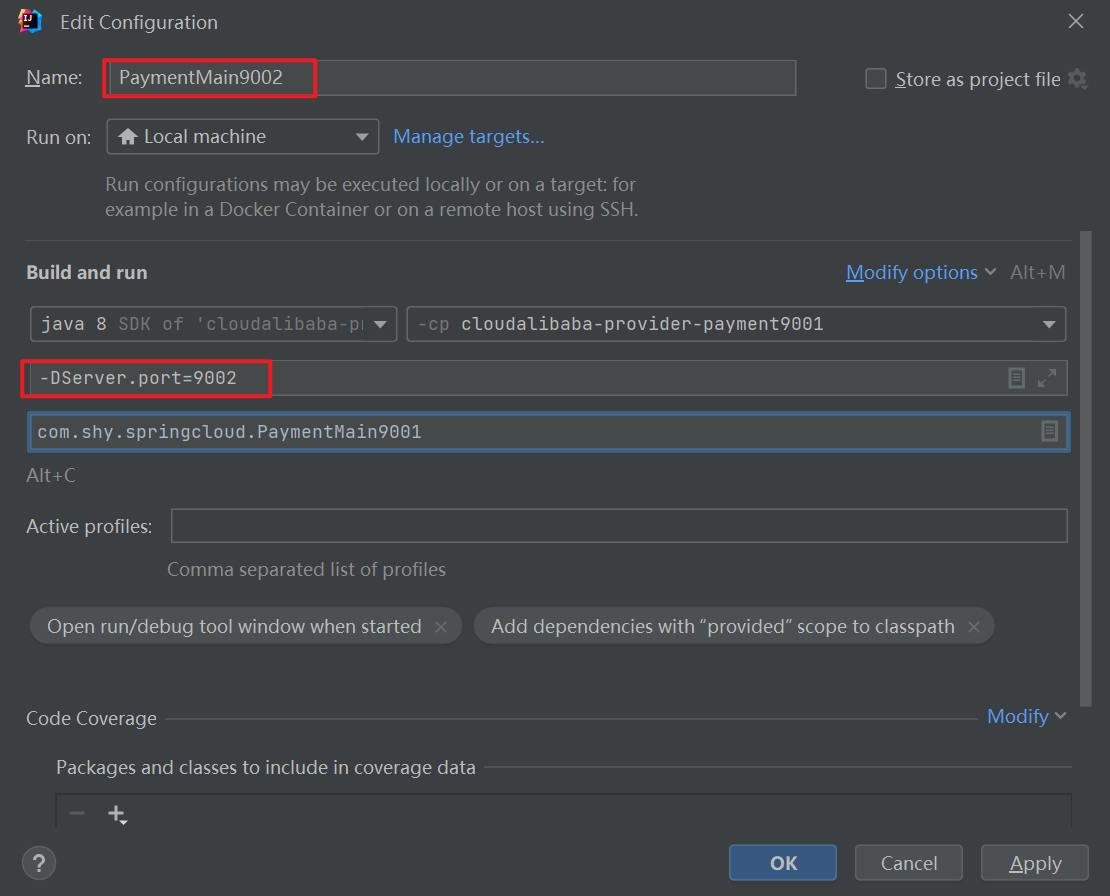 Edit Configuration
Name: PaymentMain9002 Store as project file
Run on: Local machine Manage targets...
Run configurations may be executed locally or on a target: for
example in a Docker Container or on a remote host using SSH.
Build and run Modify options Alt+M
java 8 SDK of 'cloudalibaba-p -cp cloudalibaba-provider-payment9001
-DServer.port=9002
com.shy.springcloud.PaymentMain9001
Alt+C
Active profiles:
Comma separated list of profiles
Open run/debug tool window when started × Add dependencies with “provided” scope to classpath ×
Code Coverage Modify
Packages and classes to include in coverage data
? OK Cancel Apply